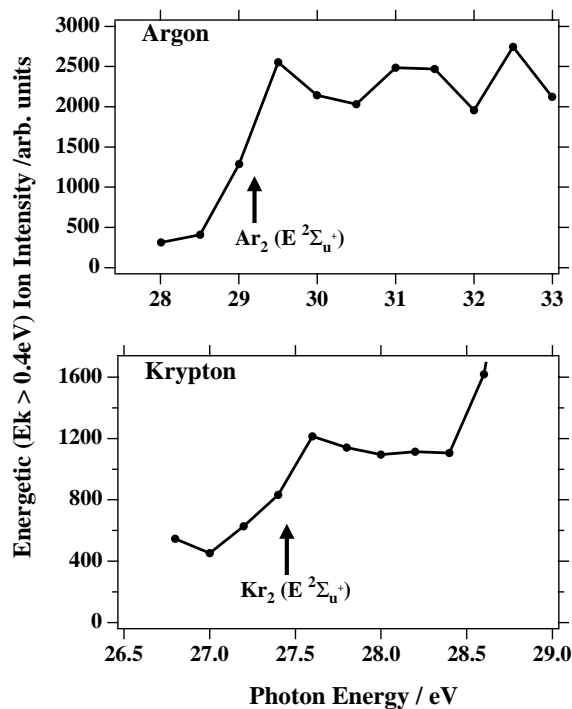 Energetic (Ek > 0.4eV) Ion Intensity /arb. units
Argon
3000
2500
2000
1500
1000
500
0
Ar₂ (E ²Σᵤ⁺)
28 29 30 31 32 33
Krypton
1600
1200
800
400
0
Kr₂ (E ²Σᵤ⁺)
26.5 27.0 27.5 28.0 28.5 29.0
Photon Energy / eV